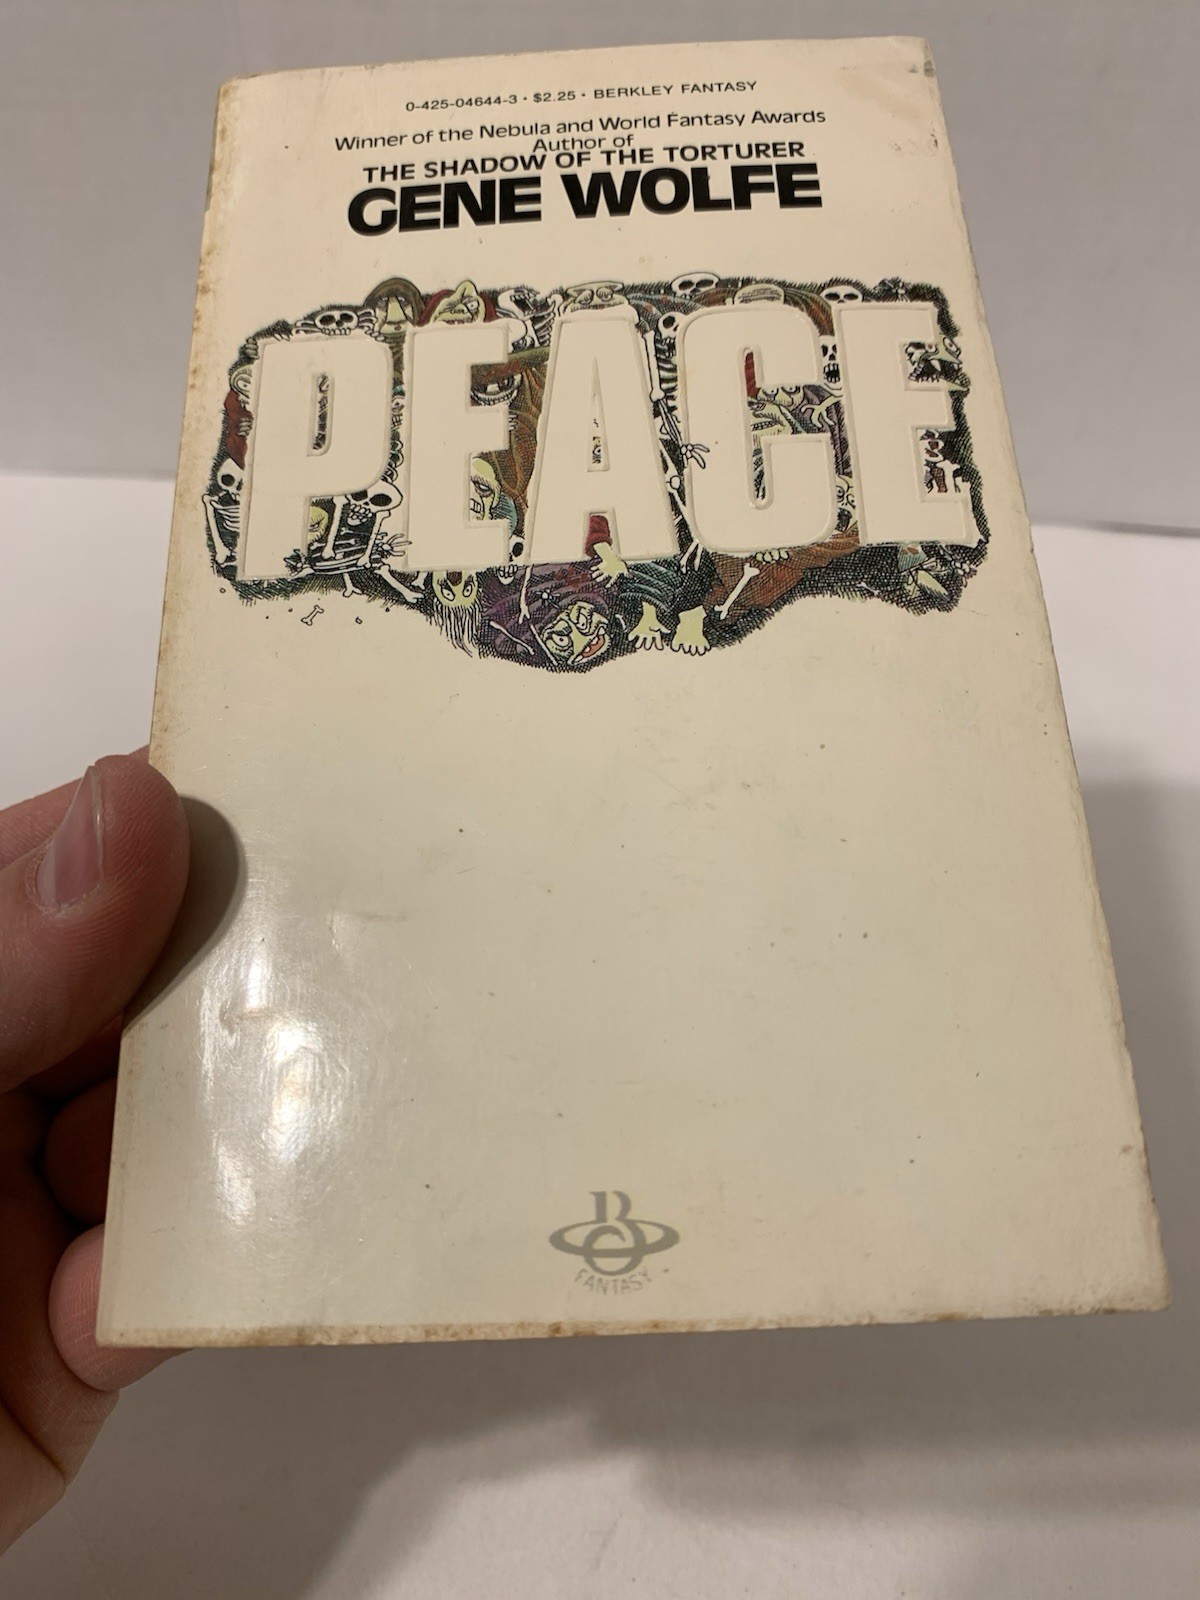 0-425-04644-3 • $2.25 • BERKLEY FANTASY
Winner of the Nebula and World Fantasy Awards
Author of
THE SHADOW OF THE TORTURER
GENE WOLFE
PEACE
B
FANTASY